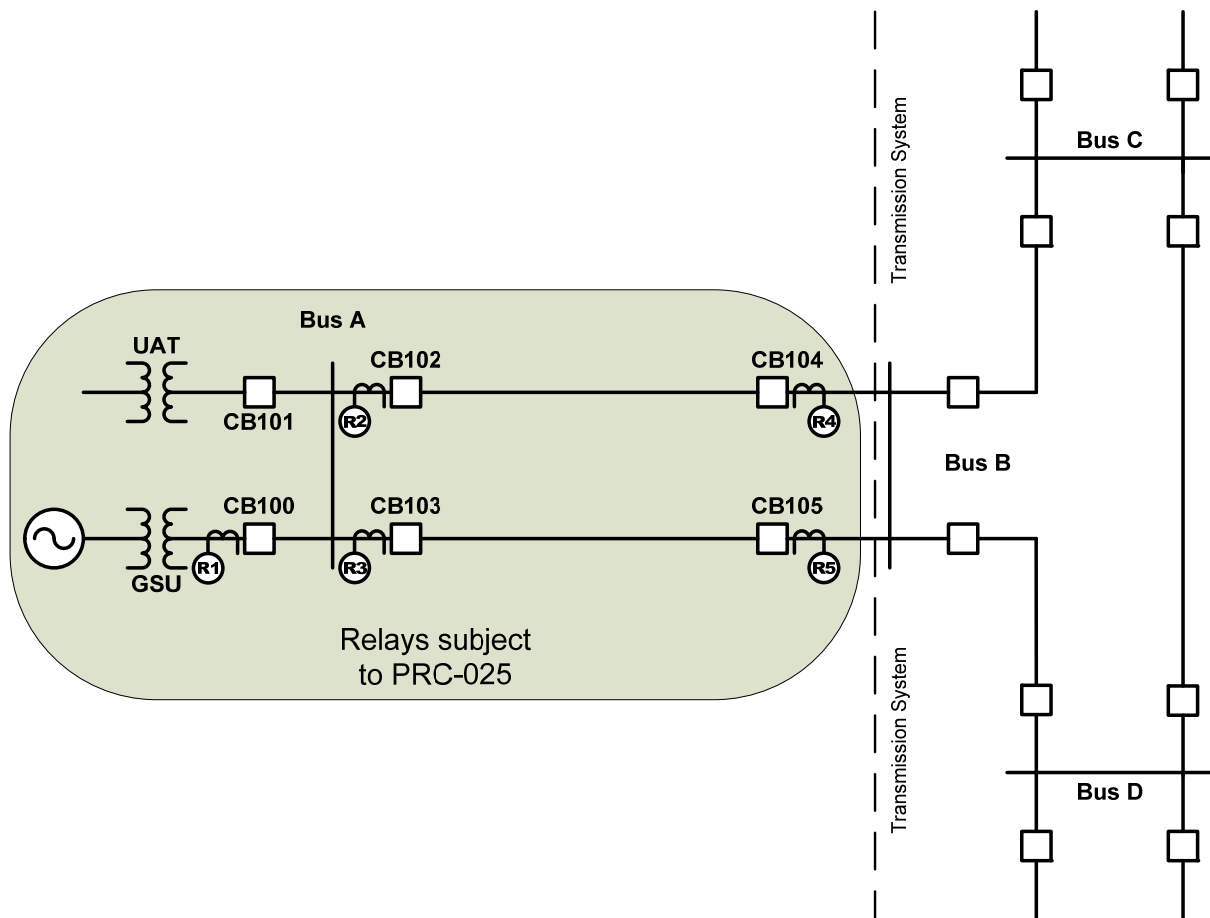 Transmission System
Bus C
Bus A
UAT
CB101
CB102
R2
CB104
R4
Bus B
CB100
R1
GSU
CB103
R3
CB105
R5
Relays subject
to PRC-025
Transmission System
Bus D